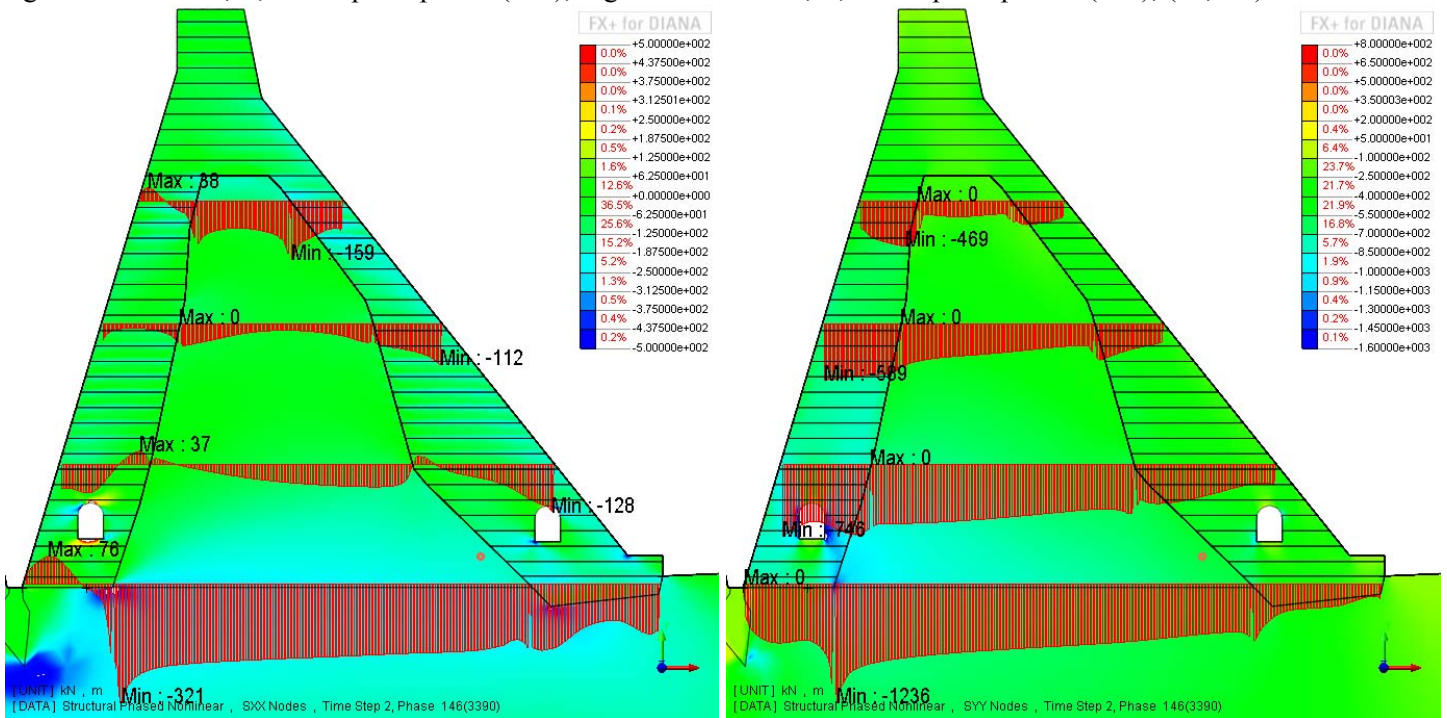 FX+ for DIANA
+5.00000e+002
0.0%
+4.37500e+002
0.0%
+3.75000e+002
0.0%
+3.12501e+002
0.1%
+2.50000e+002
0.2%
+1.87500e+002
0.5%
+1.25000e+002
1.6%
+6.25000e+001
12.6%
+0.00000e+000
36.5%
-6.25000e+001
25.6%
-1.25000e+002
15.2%
-1.87500e+002
5.2%
-2.50000e+002
1.3%
-3.12500e+002
0.5%
-3.75000e+002
0.4%
-4.37500e+002
0.2%
-5.00000e+002
Max : 38
Min : -159
Max : 0
Min : -112
Max : 37
Min : -128
Max : 76
Min : -321
[UNIT] kN , m
[DATA] Structural Phased Nonlinear , SXX Nodes , Time Step 2, Phase 146(3390)
FX+ for DIANA
+8.00000e+002
0.0%
+6.50000e+002
0.0%
+5.00000e+002
0.0%
+3.50003e+002
0.0%
+2.00000e+002
0.4%
+5.00000e+001
6.4%
-1.00000e+002
23.7%
-2.50000e+002
21.7%
-4.00000e+002
21.9%
-5.50000e+002
16.8%
-7.00000e+002
5.7%
-8.50000e+002
1.9%
-1.00000e+003
0.9%
-1.15000e+003
0.4%
-1.30000e+003
0.2%
-1.45000e+003
0.1%
-1.60000e+003
Max : 0
Min : -469
Max : 0
Min : -589
Max : 0
Min : -746
Max : 0
Min : -1236
[UNIT] kN , m
[DATA] Structural Phased Nonlinear , SYY Nodes , Time Step 2, Phase 146(3390)